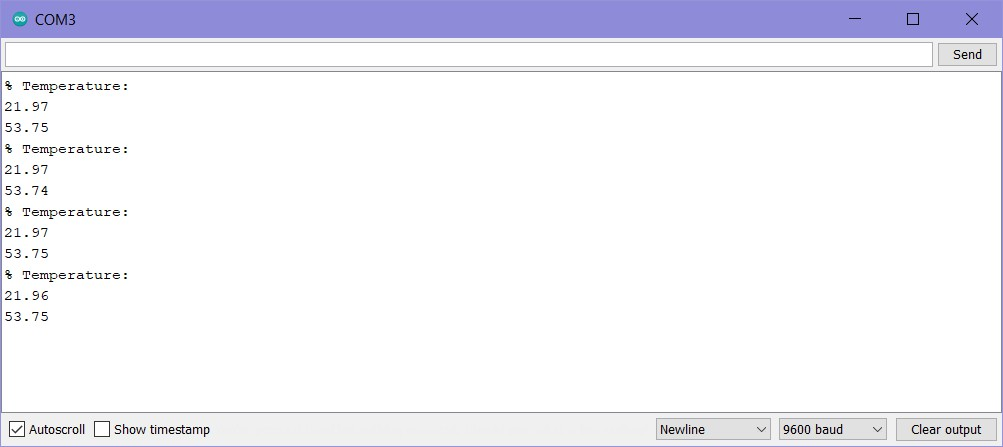 COM3
Send
% Temperature:
21.97
53.75
% Temperature:
21.97
53.74
% Temperature:
21.97
53.75
% Temperature:
21.96
53.75
Autoscroll Show timestamp Newline 9600 baud Clear output